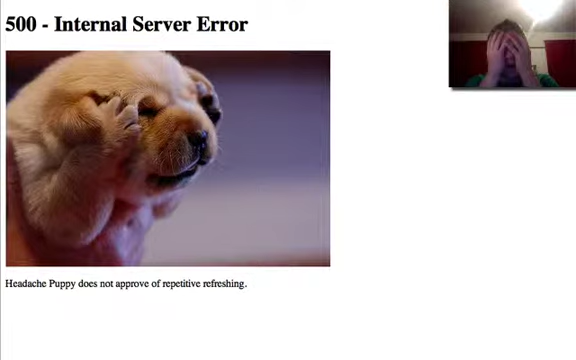 500 - Internal Server Error
Headache Puppy does not approve of repetitive refreshing.